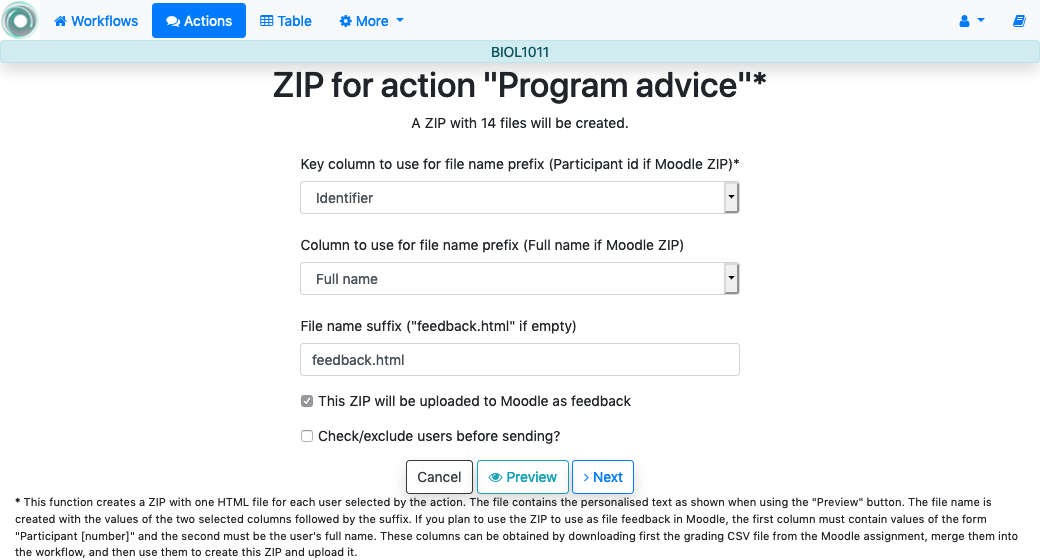 Workflows Actions Table More
BIOL1011
ZIP for action "Program advice"*
A ZIP with 14 files will be created.
Key column to use for file name prefix (Participant id if Moodle ZIP)*
Identifier
Column to use for file name prefix (Full name if Moodle ZIP)
Full name
File name suffix ("feedback.html" if empty)
feedback.html
This ZIP will be uploaded to Moodle as feedback
Check/exclude users before sending?
Cancel Preview Next
* This function creates a ZIP with one HTML file for each user selected by the action. The file contains the personalised text as shown when using the "Preview" button. The file name is
created with the values of the two selected columns followed by the suffix. If you plan to use the ZIP to use as file feedback in Moodle, the first column must contain values of the form
"Participant [number]" and the second must be the user's full name. These columns can be obtained by downloading first the grading CSV file from the Moodle assignment, merge them into
the workflow, and then use them to create this ZIP and upload it.